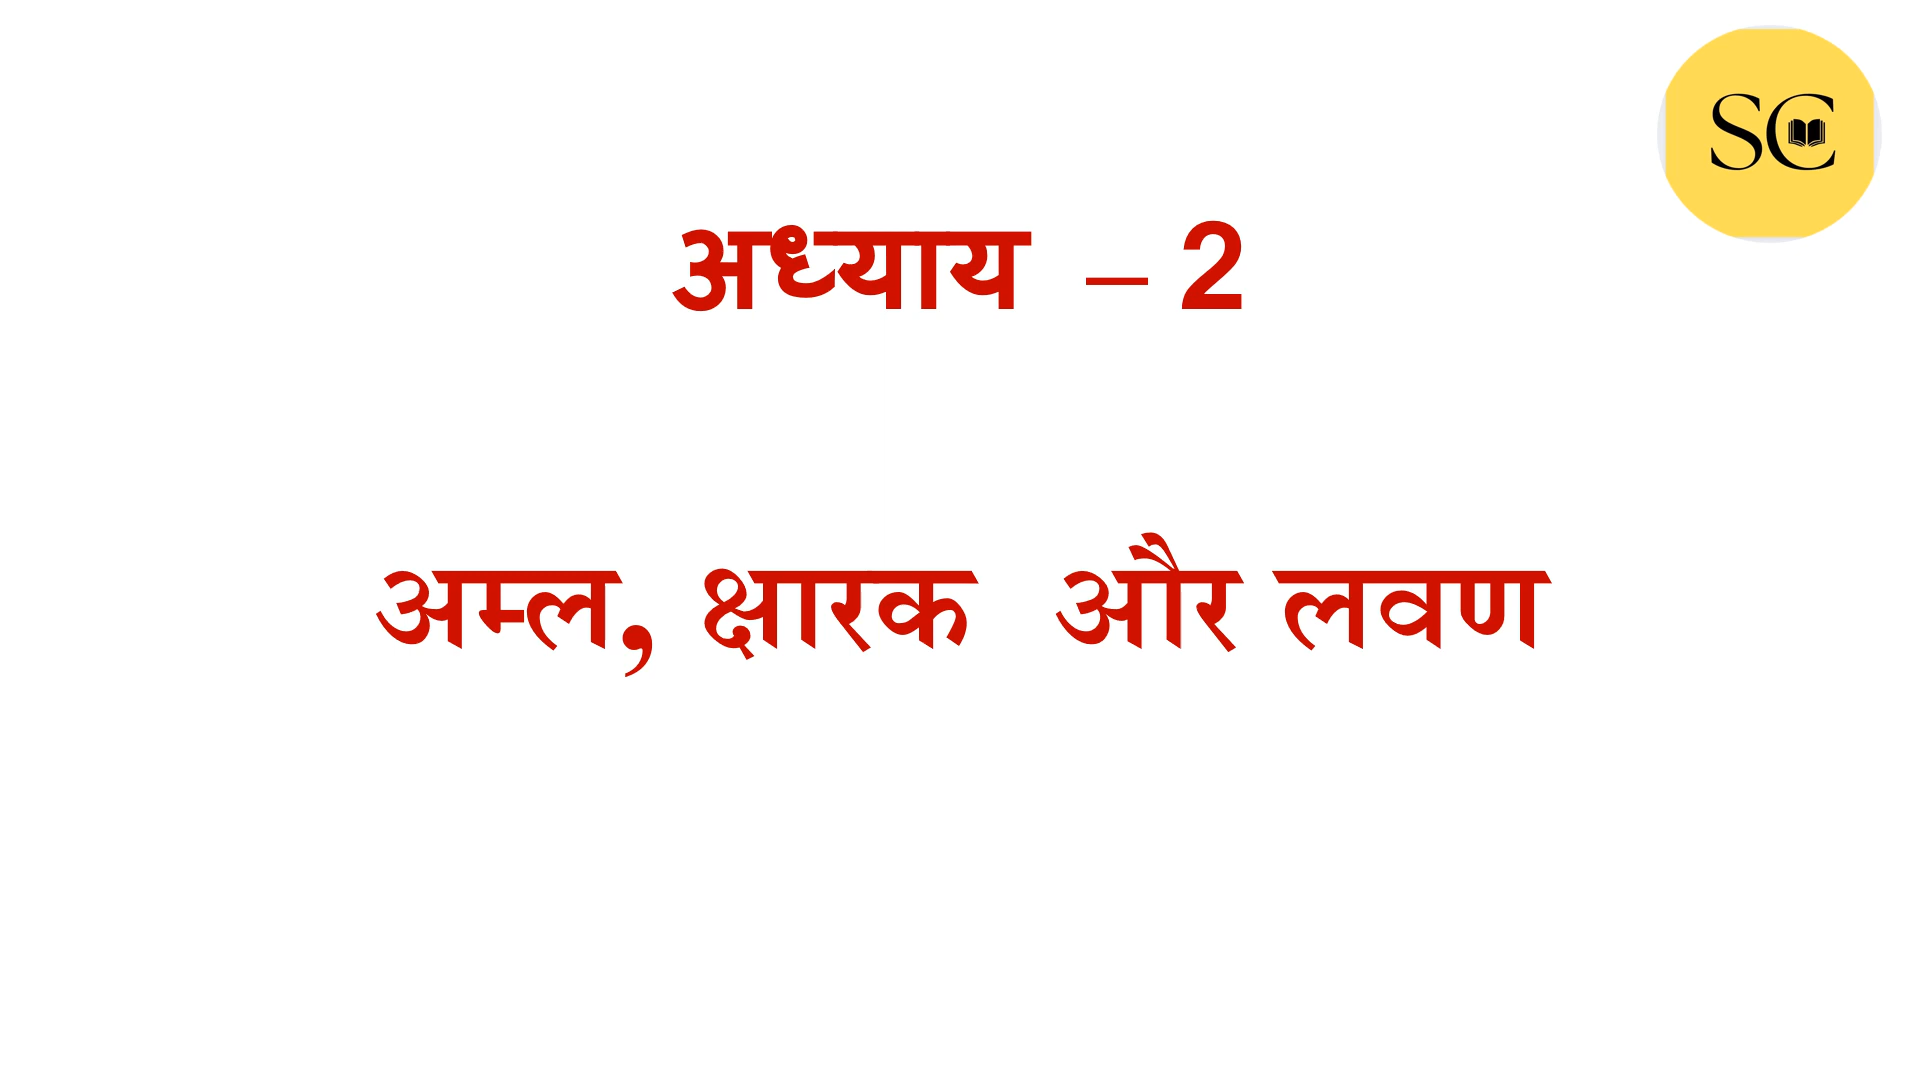 SC
अध्याय – 2
अम्ल, क्षारक और लवण